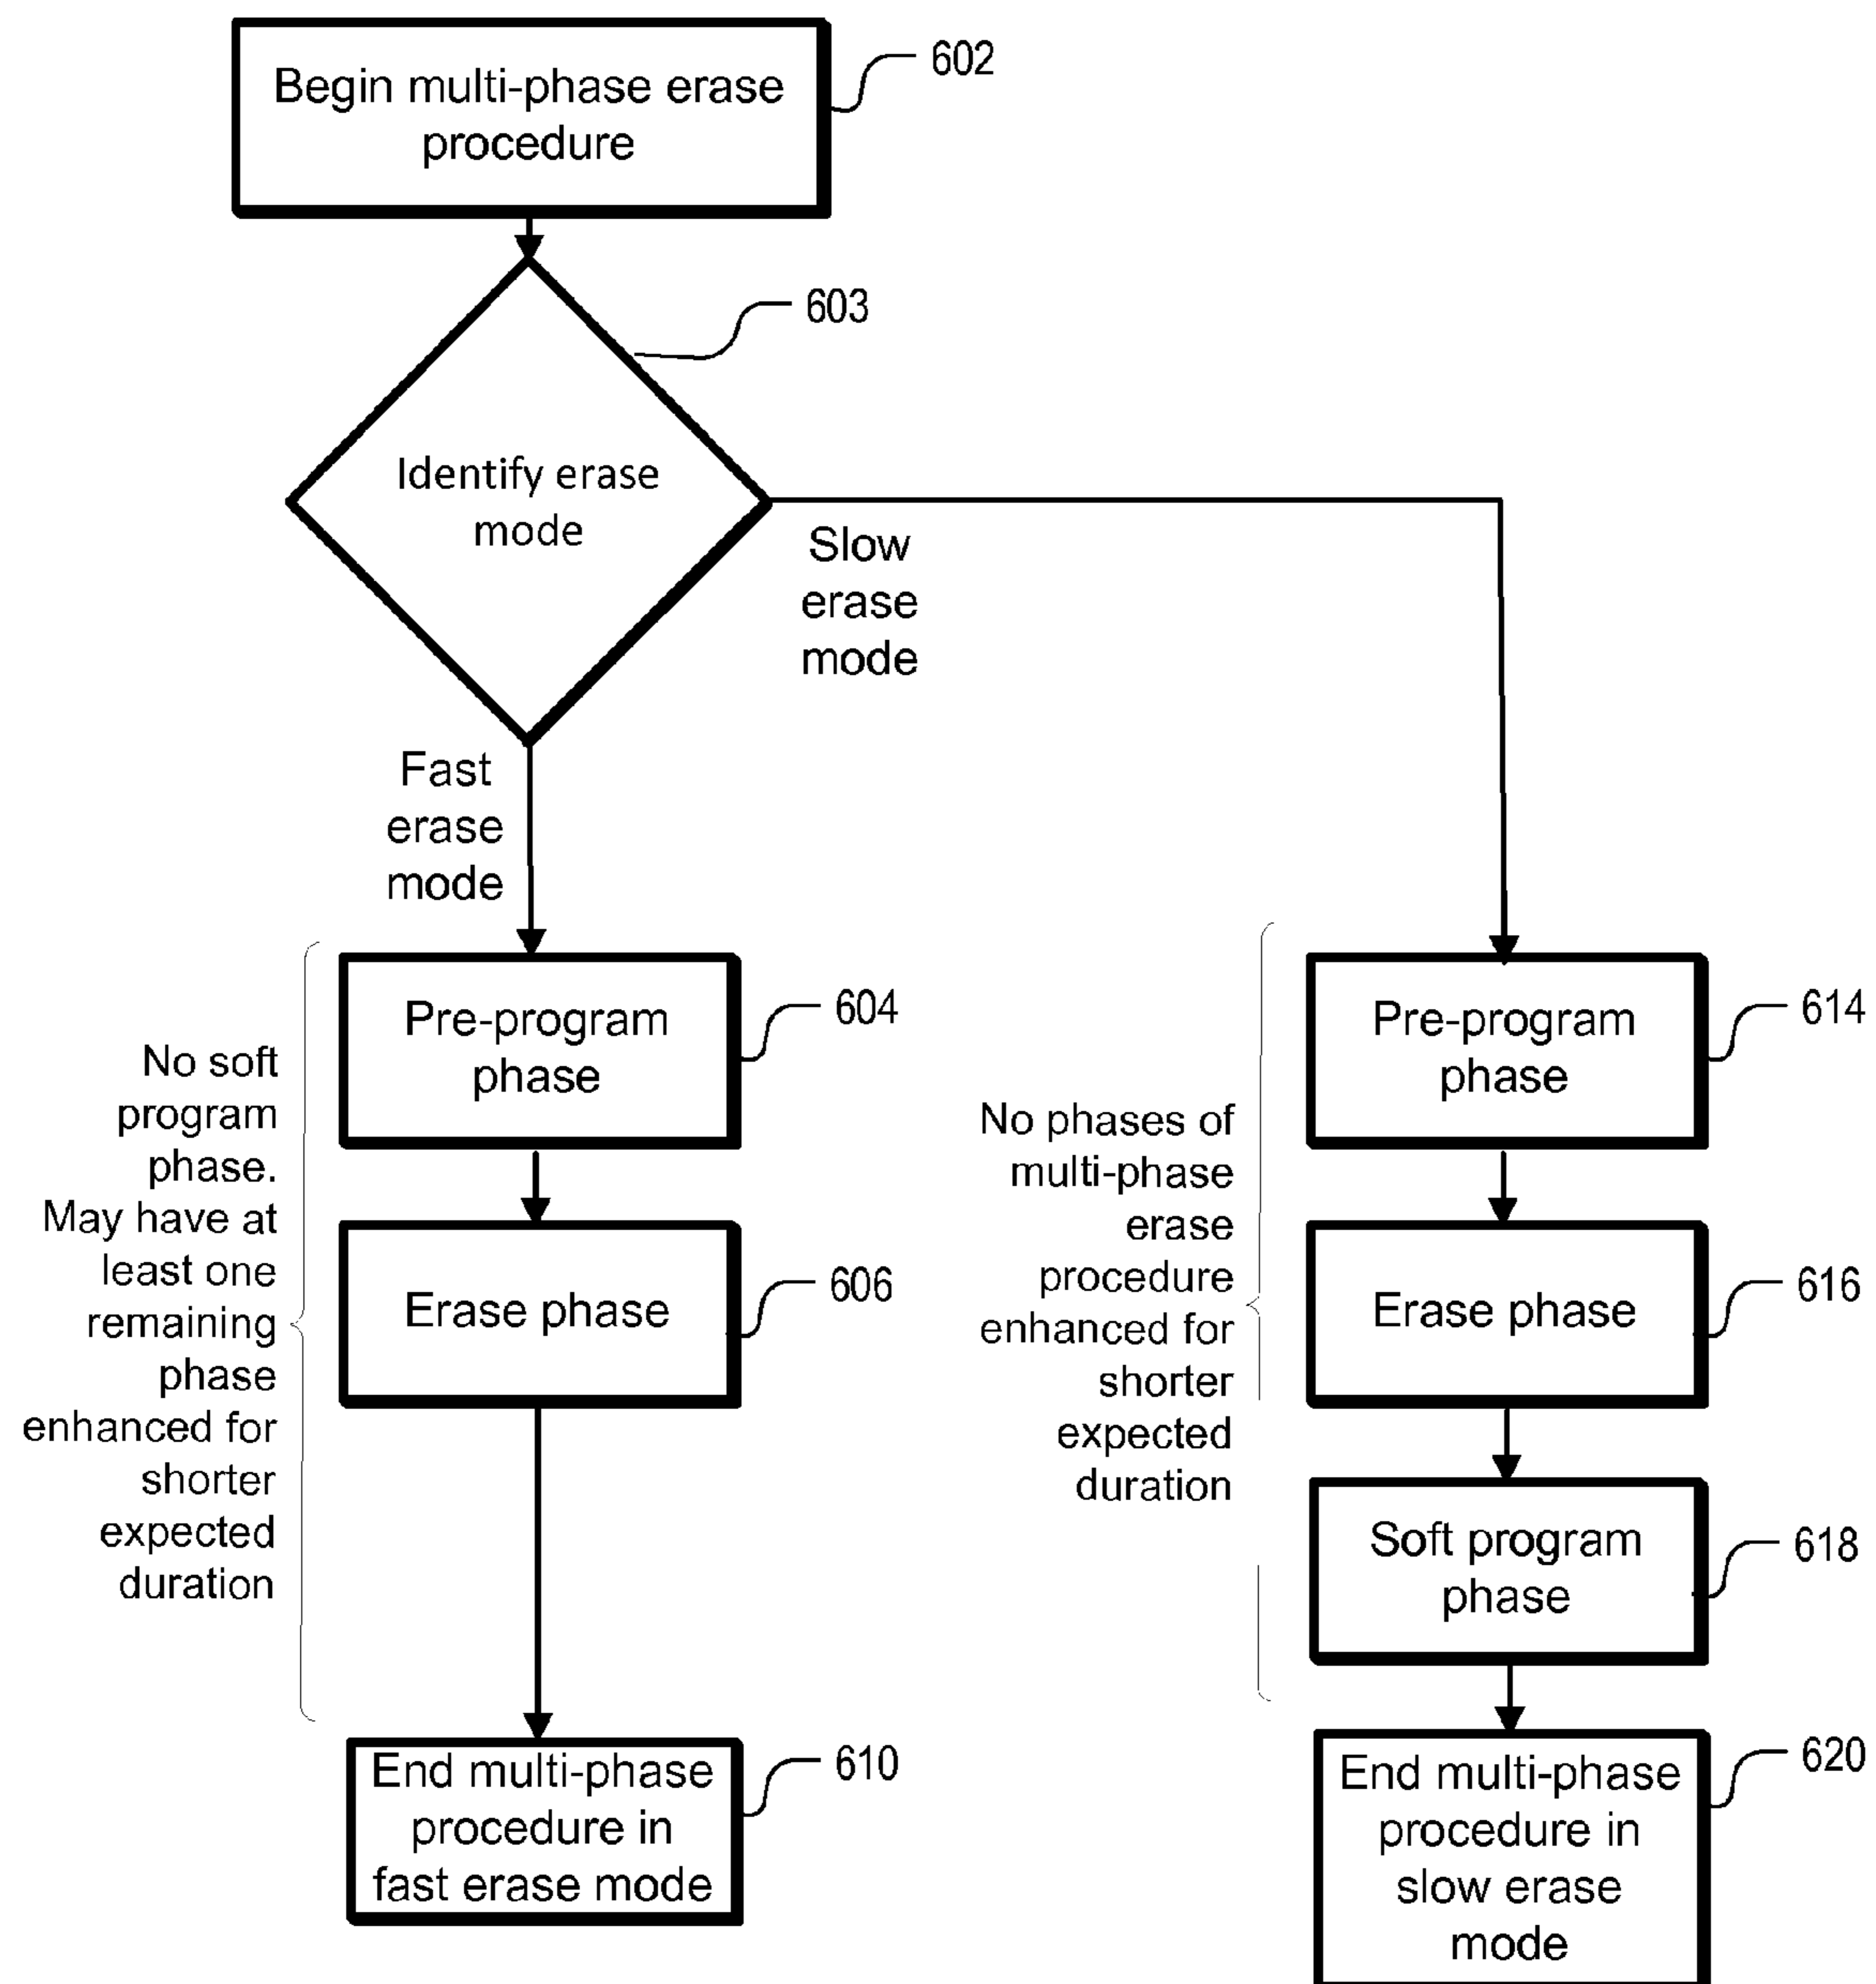 Begin multi-phase erase
procedure
602
603
Identify erase
mode
Slow
erase
mode
Fast
erase
mode
No soft
program
phase.
May have at
least one
remaining
phase
enhanced for
shorter
expected
duration
Pre-program
phase
604
Erase phase
606
End multi-phase
procedure in
fast erase mode
610
No phases of
multi-phase
erase
procedure
enhanced for
shorter
expected
duration
Pre-program
phase
614
Erase phase
616
Soft program
phase
618
End multi-phase
procedure in
slow erase
mode
620